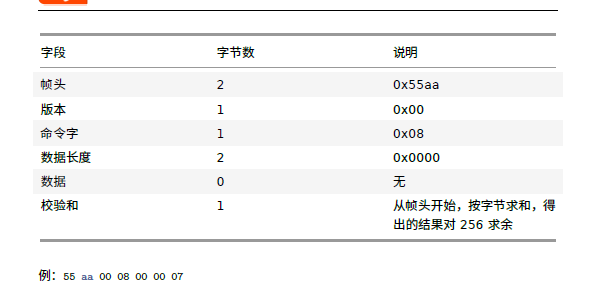 字段 字节数 说明
帧头 2 0x55aa
版本 1 0x00
命令字 1 0x08
数据长度 2 0x0000
数据 0 无
校验和 1 从帧头开始，按字节求和，得
出的结果对 256 求余
例：55 aa 00 08 00 00 07